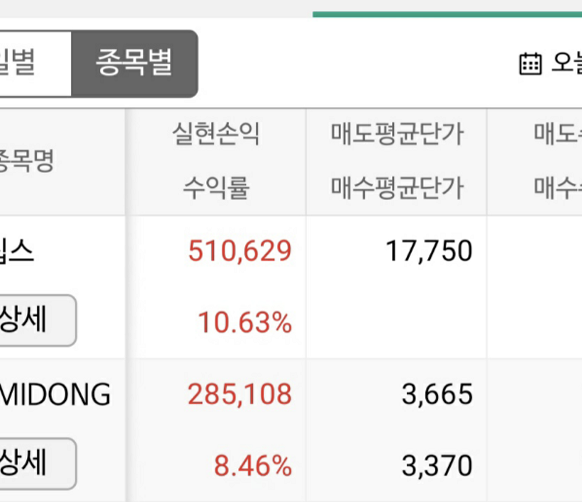 일별 종목별 오늘
종목명 실현손익 매도평균단가 매도
수익률 매수평균단가 매수
510,629 17,750
상세 10.63%
MIDONG 285,108 3,665
상세 8.46% 3,370